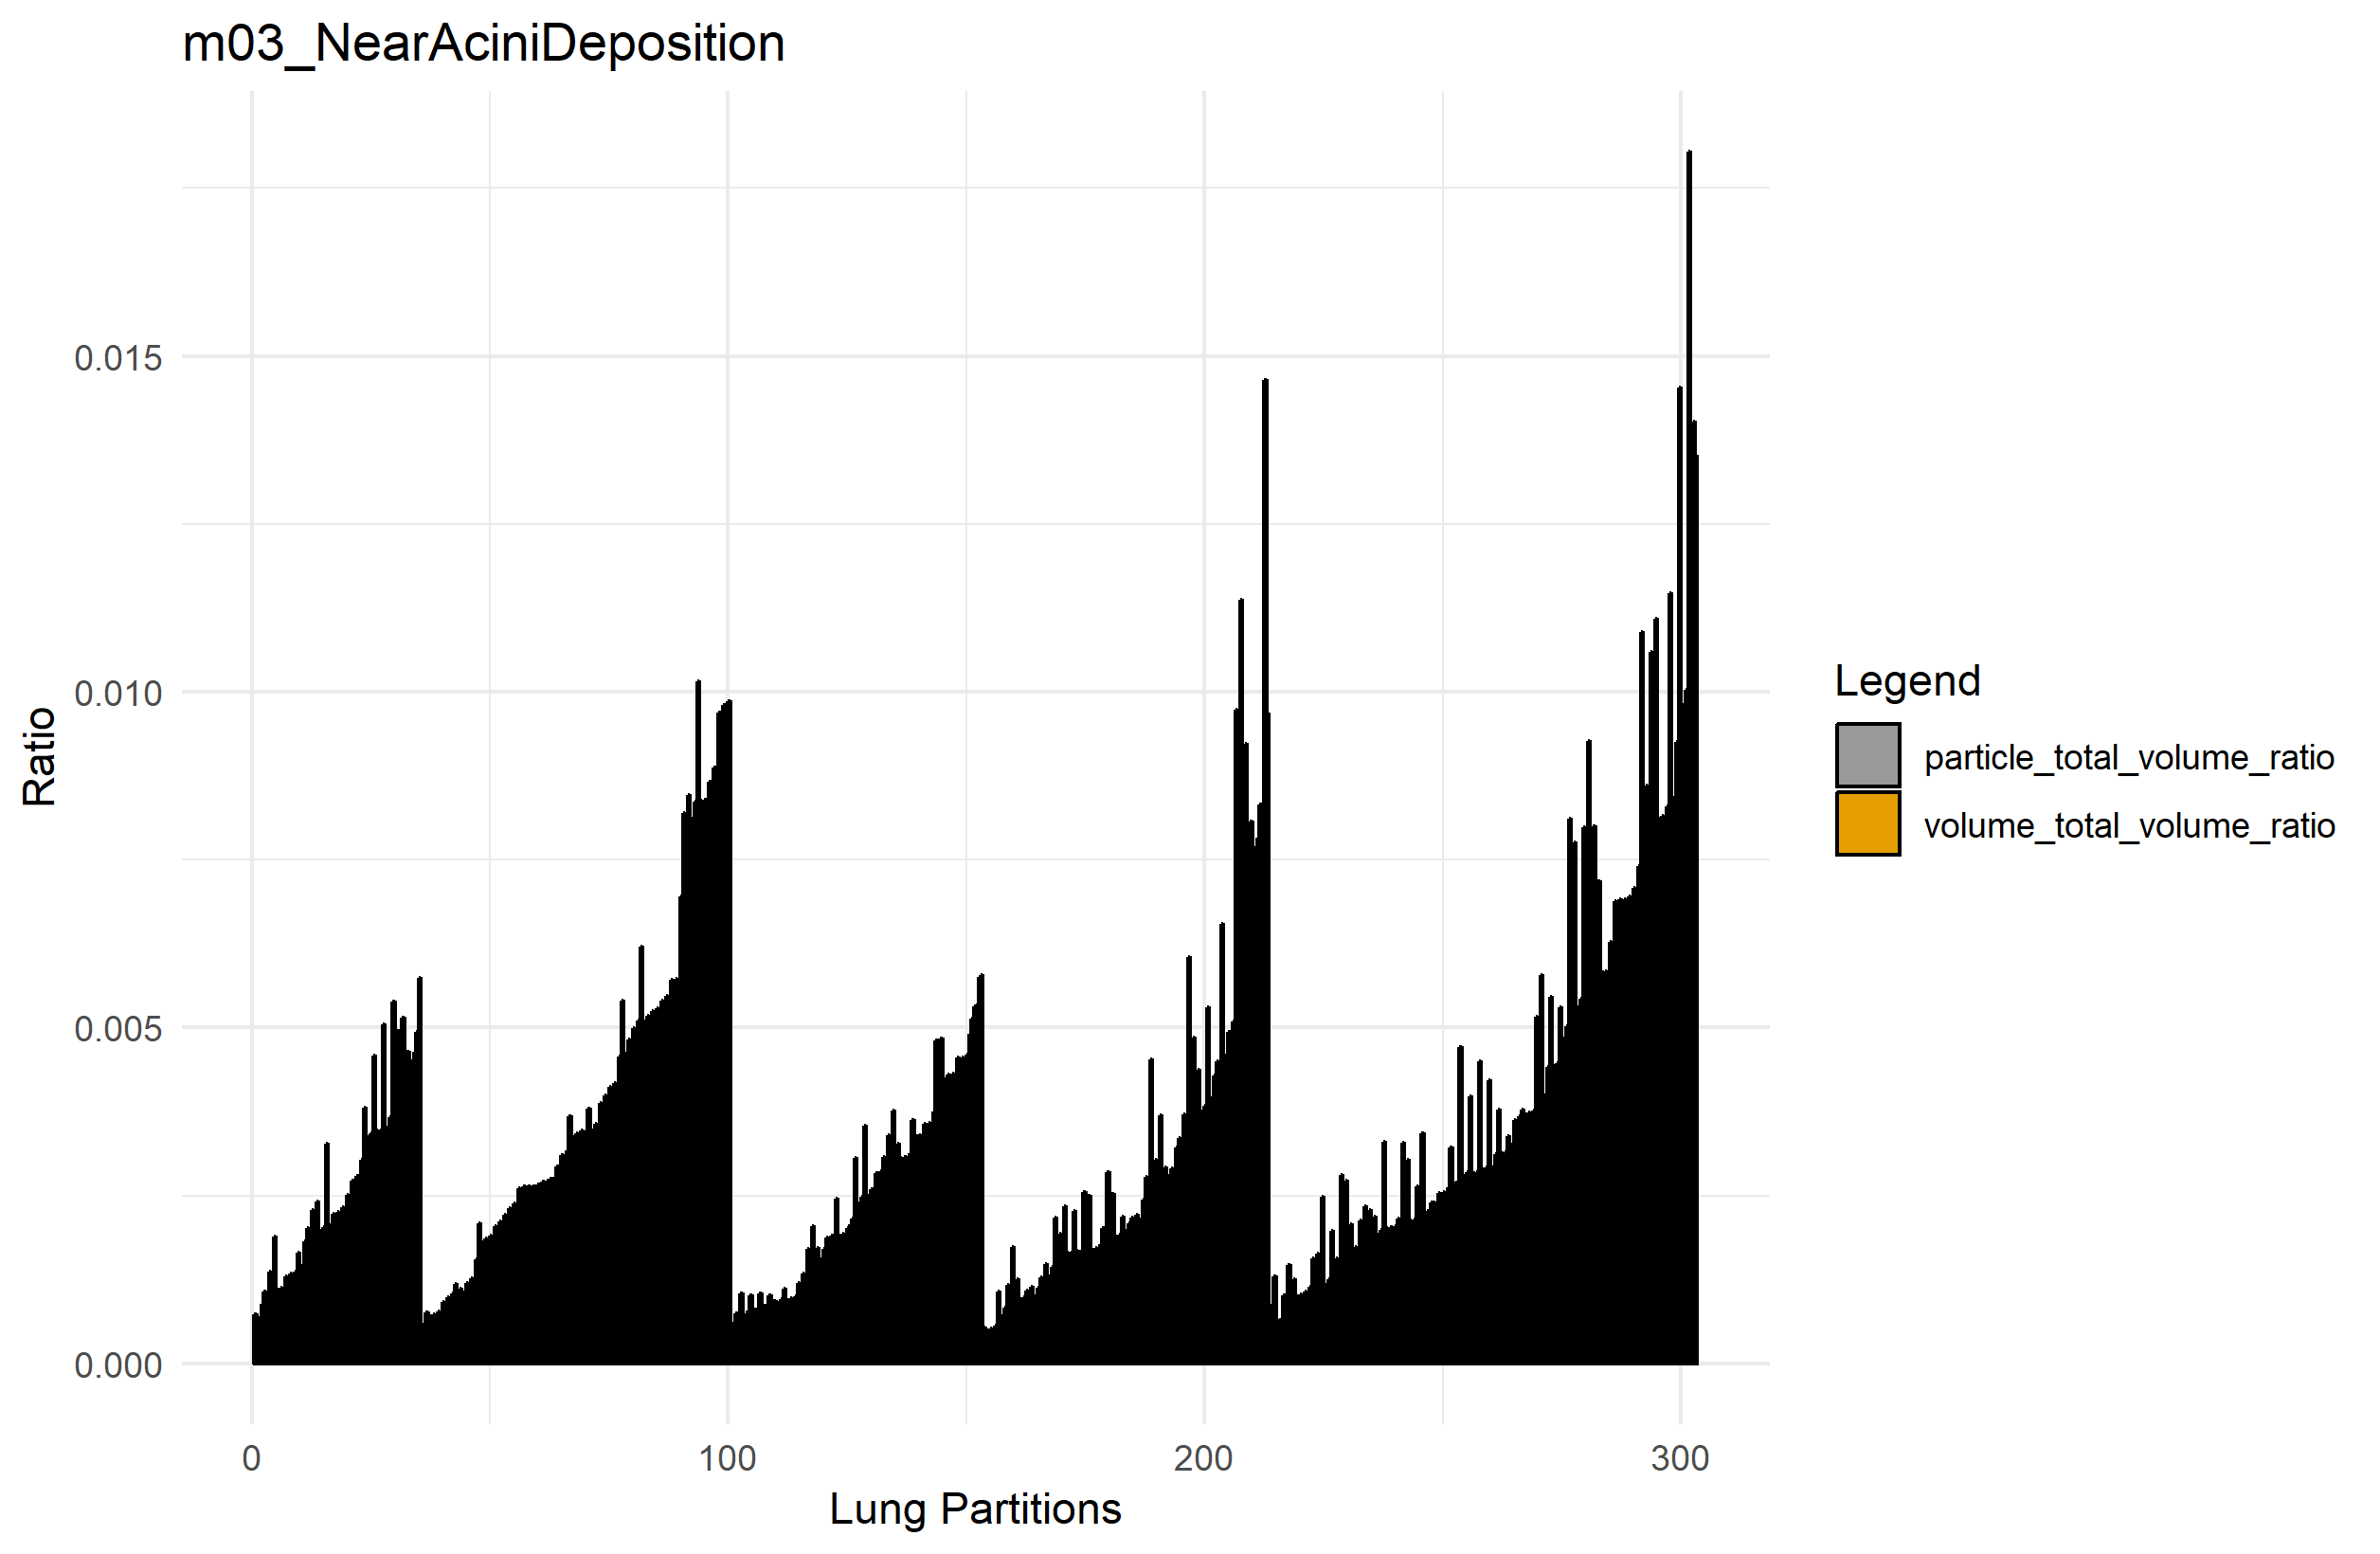 m03_NearAciniDeposition
0.015
0.010
0.005
0.000
Ratio
0
100
200
300
Lung Partitions
Legend
particle_total_volume_ratio
volume_total_volume_ratio